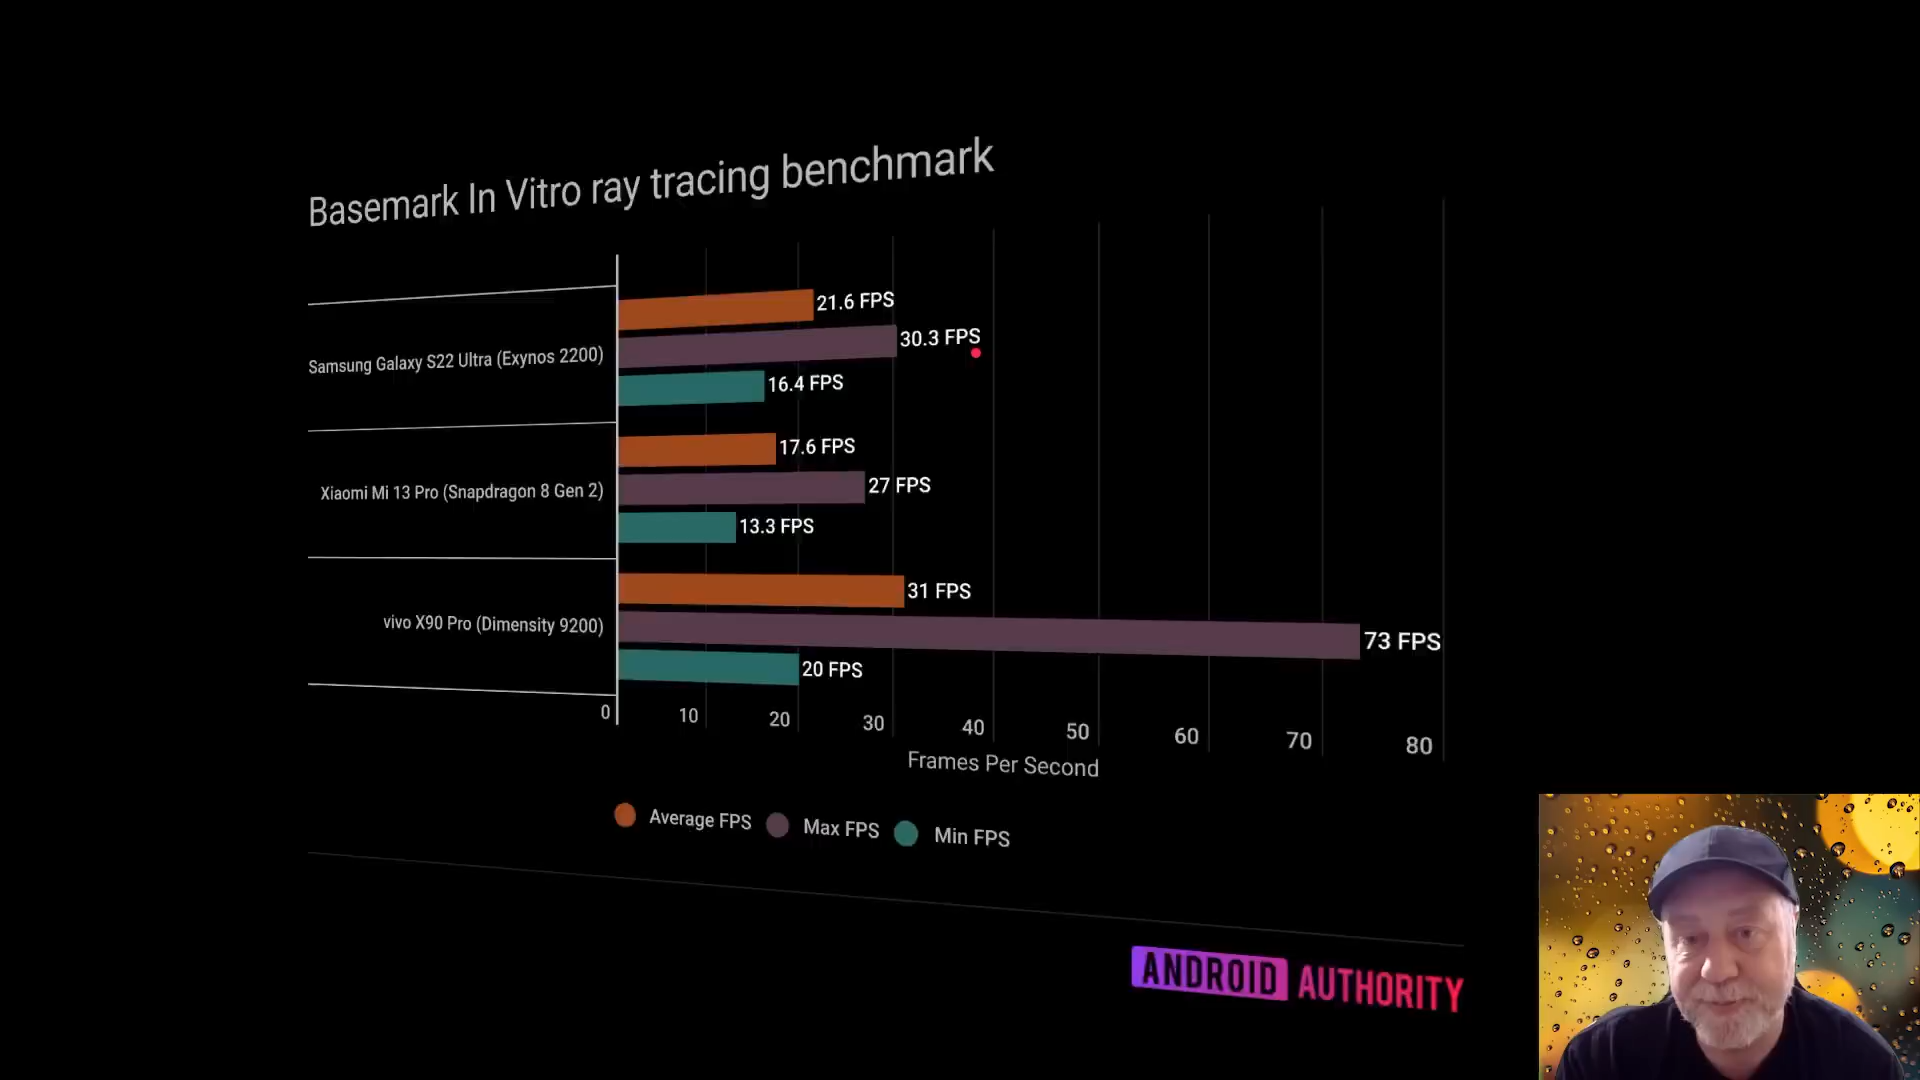 Basemark In Vitro ray tracing benchmark
21.6 FPS
Samsung Galaxy S22 Ultra (Exynos 2200)
30.3 FPS
16.4 FPS
17.6 FPS
Xiaomi Mi 13 Pro (Snapdragon 8 Gen 2)
27 FPS
13.3 FPS
31 FPS
vivo X90 Pro (Dimensity 9200)
73 FPS
20 FPS
0 10 20 30 40 50 60 70 80
Frames Per Second
Average FPS Max FPS Min FPS
ANDROID AUTHORITY